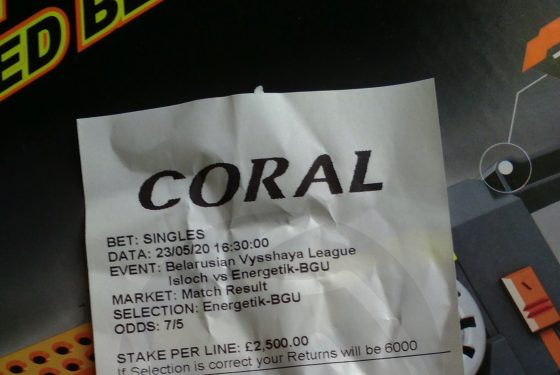 ED BE
CORAL
BET: SINGLES
DATA: 23/05/20 16:30:00
EVENT: Belarusian Vysshaya League
Isloch vs Energetik-BGU
MARKET: Match Result
SELECTION: Energetik-BGU
ODDS: 7/5
STAKE PER LINE: £2,500.00
If Selection is correct your Returns will be 6000